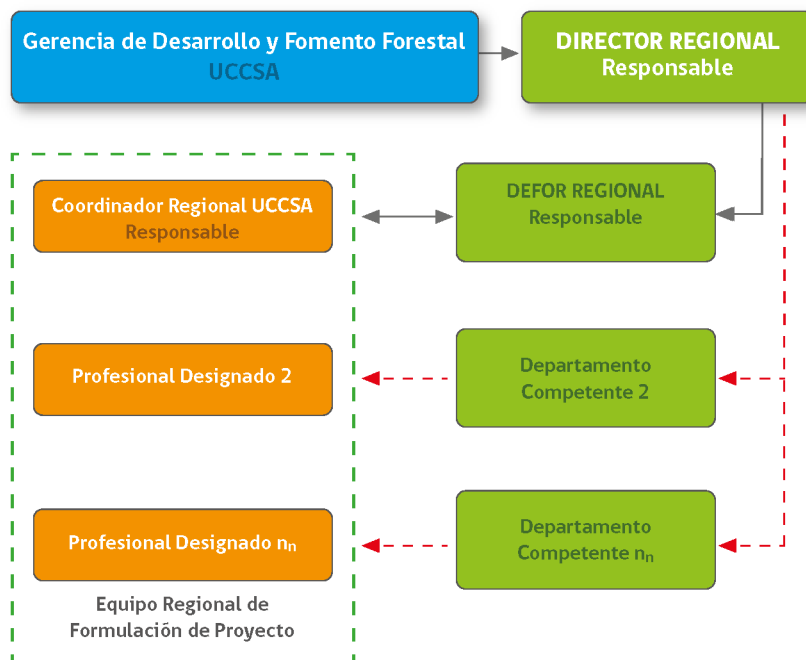 Gerencia de Desarrollo y Fomento Forestal
UCCSA
DIRECTOR REGIONAL
Responsable
Coordinador Regional UCCSA
Responsable
DEFOR REGIONAL
Responsable
Profesional Designado 2
Departamento
Competente 2
Profesional Designado nₙ
Departamento
Competente nₙ
Equipo Regional de
Formulación de Proyecto